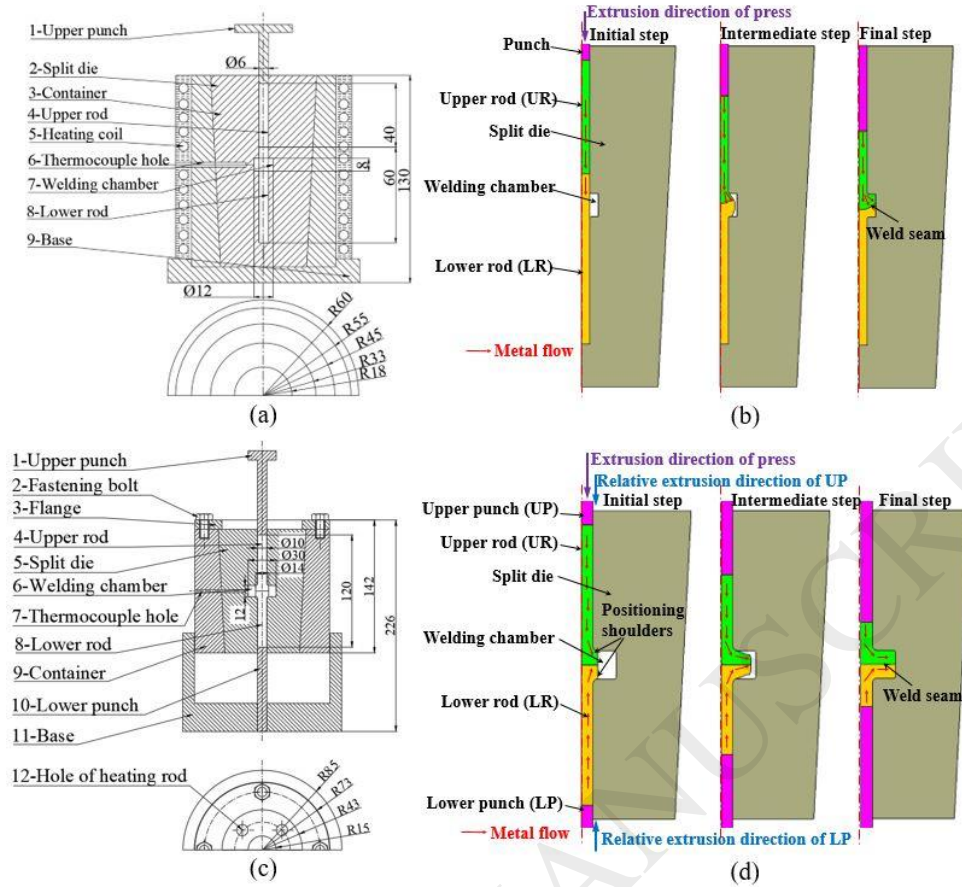 (a)
1-Upper punch
2-Split die
3-Container
4-Upper rod
5-Heating coil
6-Thermocouple hole
7-Welding chamber
8-Lower rod
9-Base
Ø6
40
8
60
130
Ø12
R60
R55
R45
R33
R18
(a)
(b)
Extrusion direction of press
Initial step
Intermediate step
Final step
Punch
Upper rod (UR)
Split die
Welding chamber
Weld seam
Lower rod (LR)
Metal flow
(b)
1-Upper punch
2-Fastening bolt
3-Flange
4-Upper rod
5-Split die
6-Welding chamber
7-Thermocouple hole
8-Lower rod
9-Container
10-Lower punch
11-Base
12-Hole of heating rod
Ø10
Ø30
Ø14
12
120
142
226
R85
R73
R43
R15
(c)
Extrusion direction of press
Relative extrusion direction of UP
Initial step
Intermediate step
Final step
Upper punch (UP)
Upper rod (UR)
Split die
Positioning
shoulders
Welding chamber
Weld seam
Lower rod (LR)
Lower punch (LP)
Metal flow
Relative extrusion direction of LP
(d)
ANUSCRI